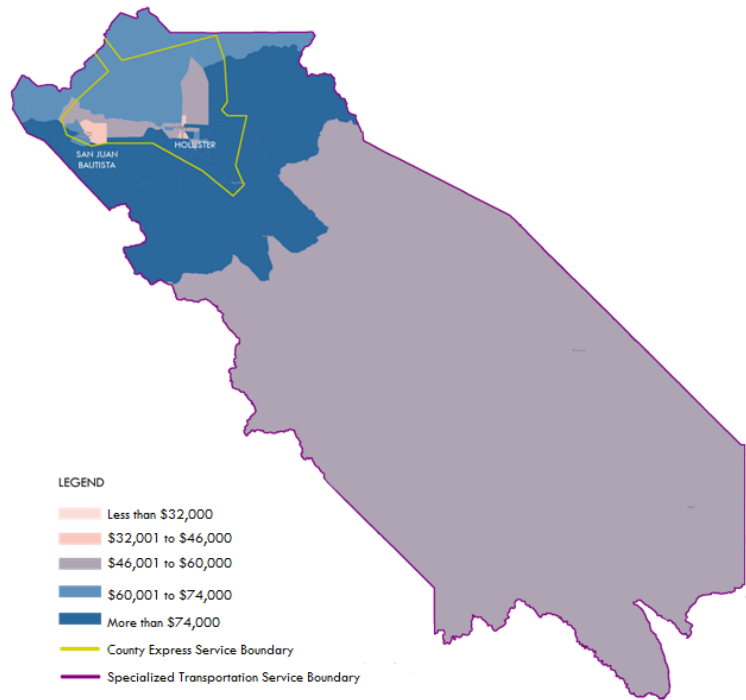 SAN JUAN
BAUTISTA
HOLLISTER
LEGEND
Less than $32,000
$32,001 to $46,000
$46,001 to $60,000
$60,001 to $74,000
More than $74,000
County Express Service Boundary
Specialized Transportation Service Boundary